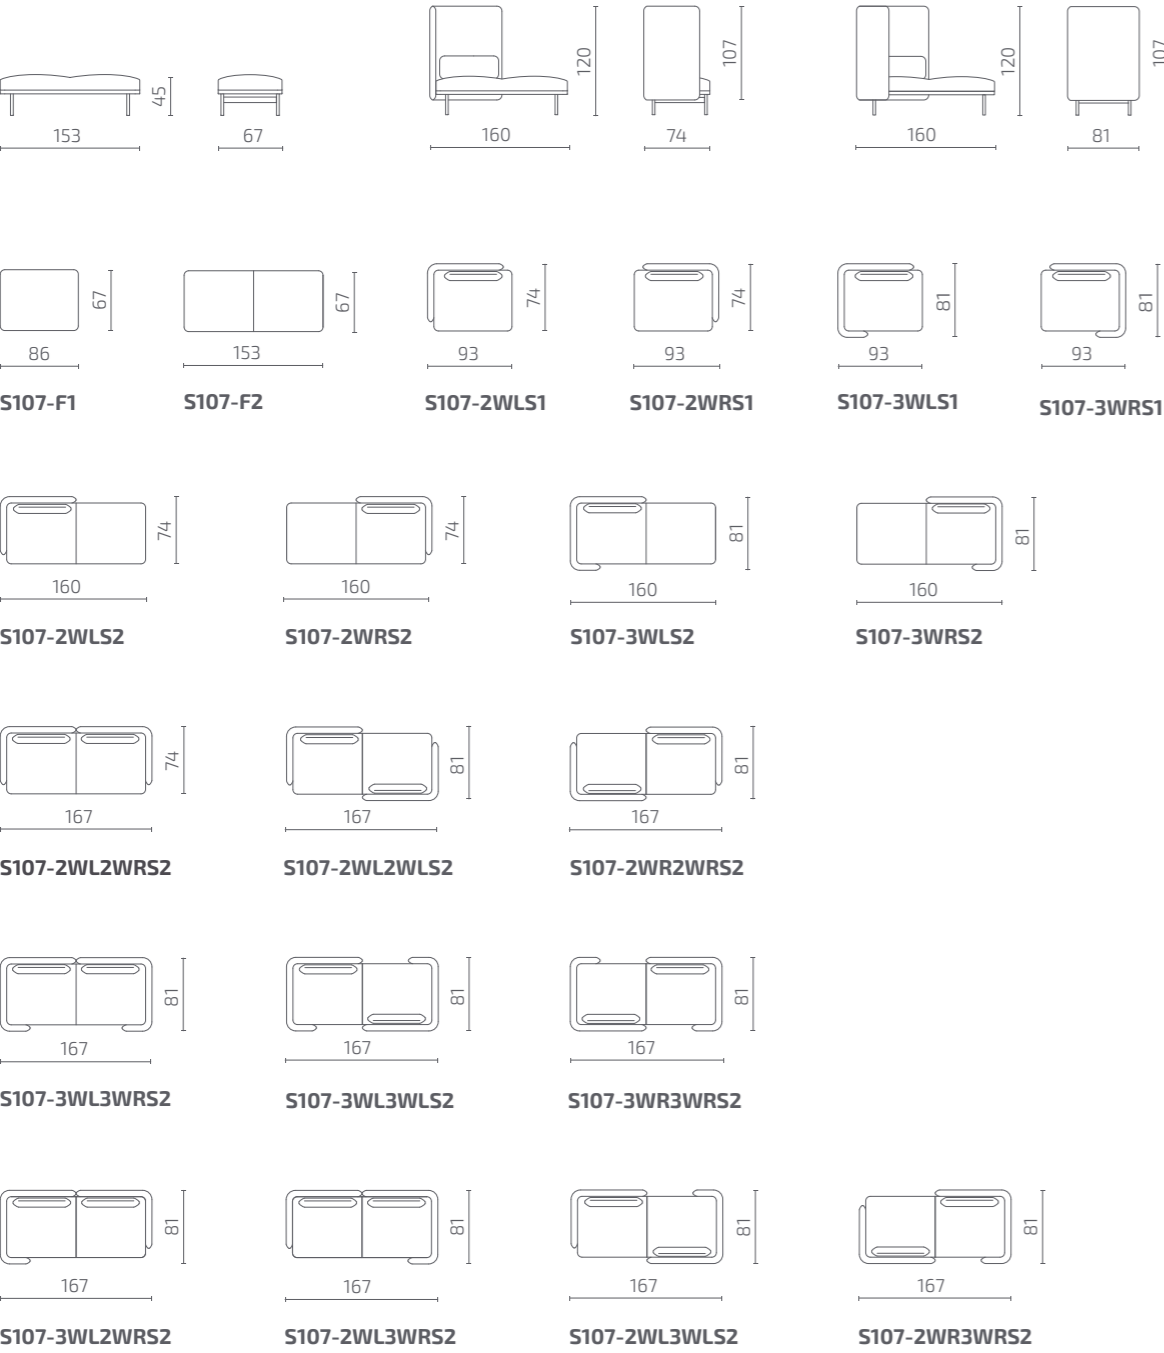 45
120
107
120
107
153
67
160
74
160
81
67
67
74
74
81
81
86
153
93
93
93
93
S107-F1
S107-F2
S107-2WLS1
S107-2WRS1
S107-3WLS1
S107-3WRS1
74
74
81
81
160
160
160
160
S107-2WLS2
S107-2WRS2
S107-3WLS2
S107-3WRS2
74
81
81
167
167
167
S107-2WL2WRS2
S107-2WL2WLS2
S107-2WR2WRS2
81
81
81
167
167
167
S107-3WL3WRS2
S107-3WL3WLS2
S107-3WR3WRS2
81
81
81
81
167
167
167
167
S107-3WL2WRS2
S107-2WL3WRS2
S107-2WL3WLS2
S107-2WR3WRS2